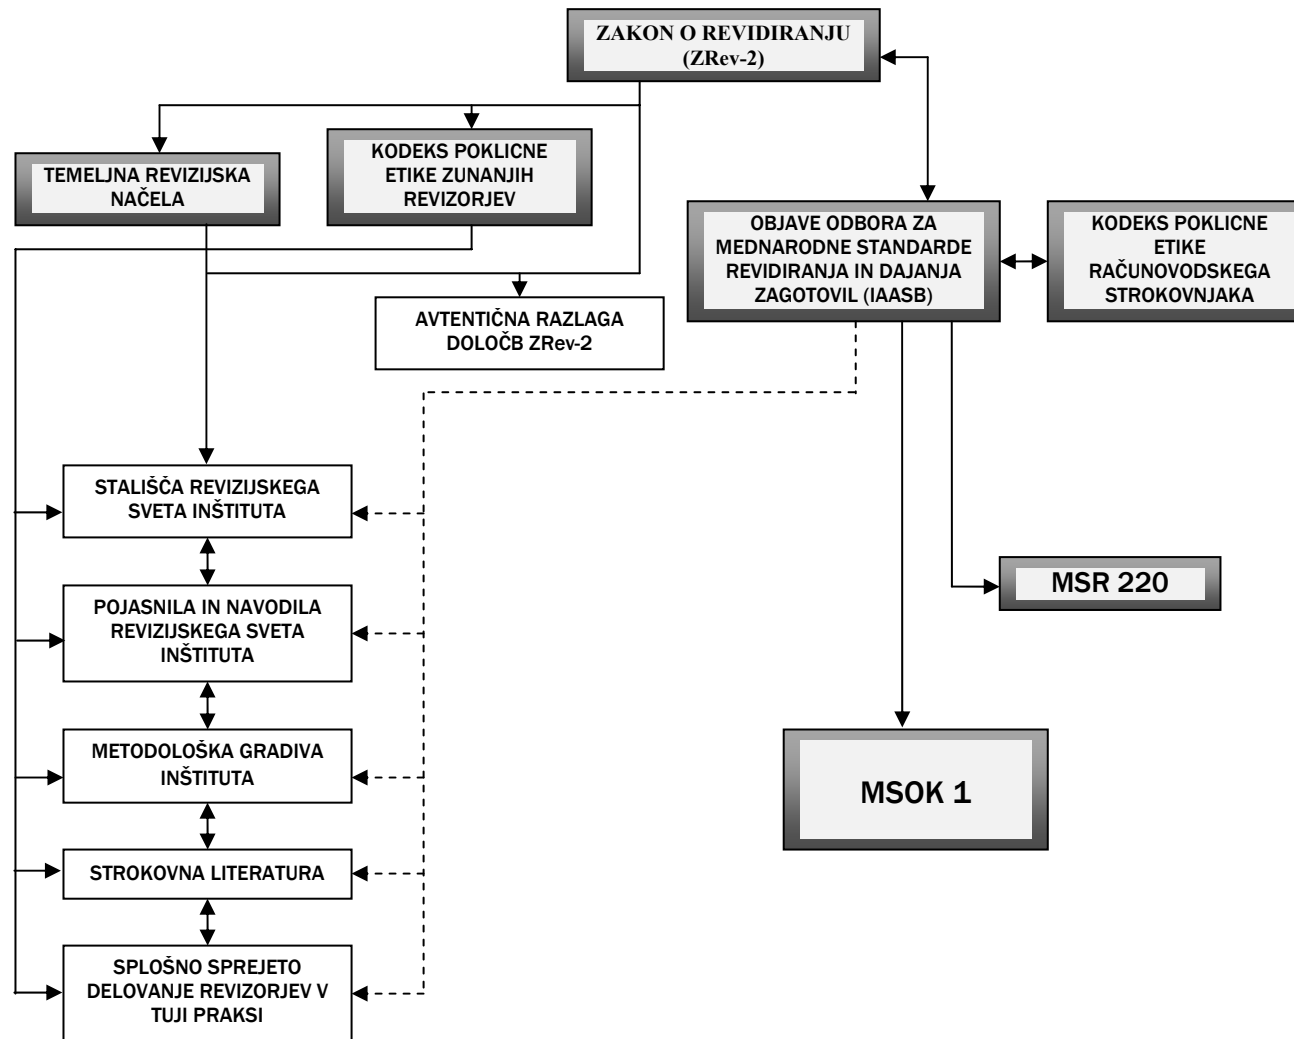 ZAKON O REVIDIRANJU
(ZRev-2)
TEMELJNA REVIZIJSKA
NAČELA
KODEKS POKLICNE
ETIKE ZUNANJIH
REVIZORJEV
OBJAVE ODBORA ZA
MEDNARODNE STANDARDE
REVIDIRANJA IN DAJANJA
ZAGOTOVIL (IAASB)
KODEKS POKLICNE
ETIKE
RAČUNOVODSKEGA
STROKOVNJAKA
AVTENTIČNA RAZLAGA
DOLOČB ZRev-2
STALIŠČA REVIZIJSKEGA
SVETA INŠTITUTA
POJASNILA IN NAVODILA
REVIZIJSKEGA SVETA
INŠTITUTA
MSR 220
METODOLOŠKA GRADIVA
INŠTITUTA
MSOK 1
STROKOVNA LITERATURA
SPLOŠNO SPREJETO
DELOVANJE REVIZORJEV V
TUJI PRAKSI